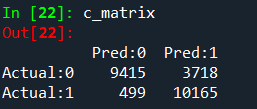 In [22]: c_matrix
Out[22]:
Pred:0 Pred:1
Actual:0 9415 3718
Actual:1 499 10165